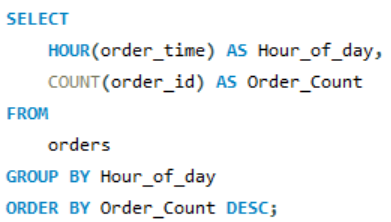 SELECT
HOUR(order_time) AS Hour_of_day,
COUNT(order_id) AS Order_Count
FROM
orders
GROUP BY Hour_of_day
ORDER BY Order_Count DESC;